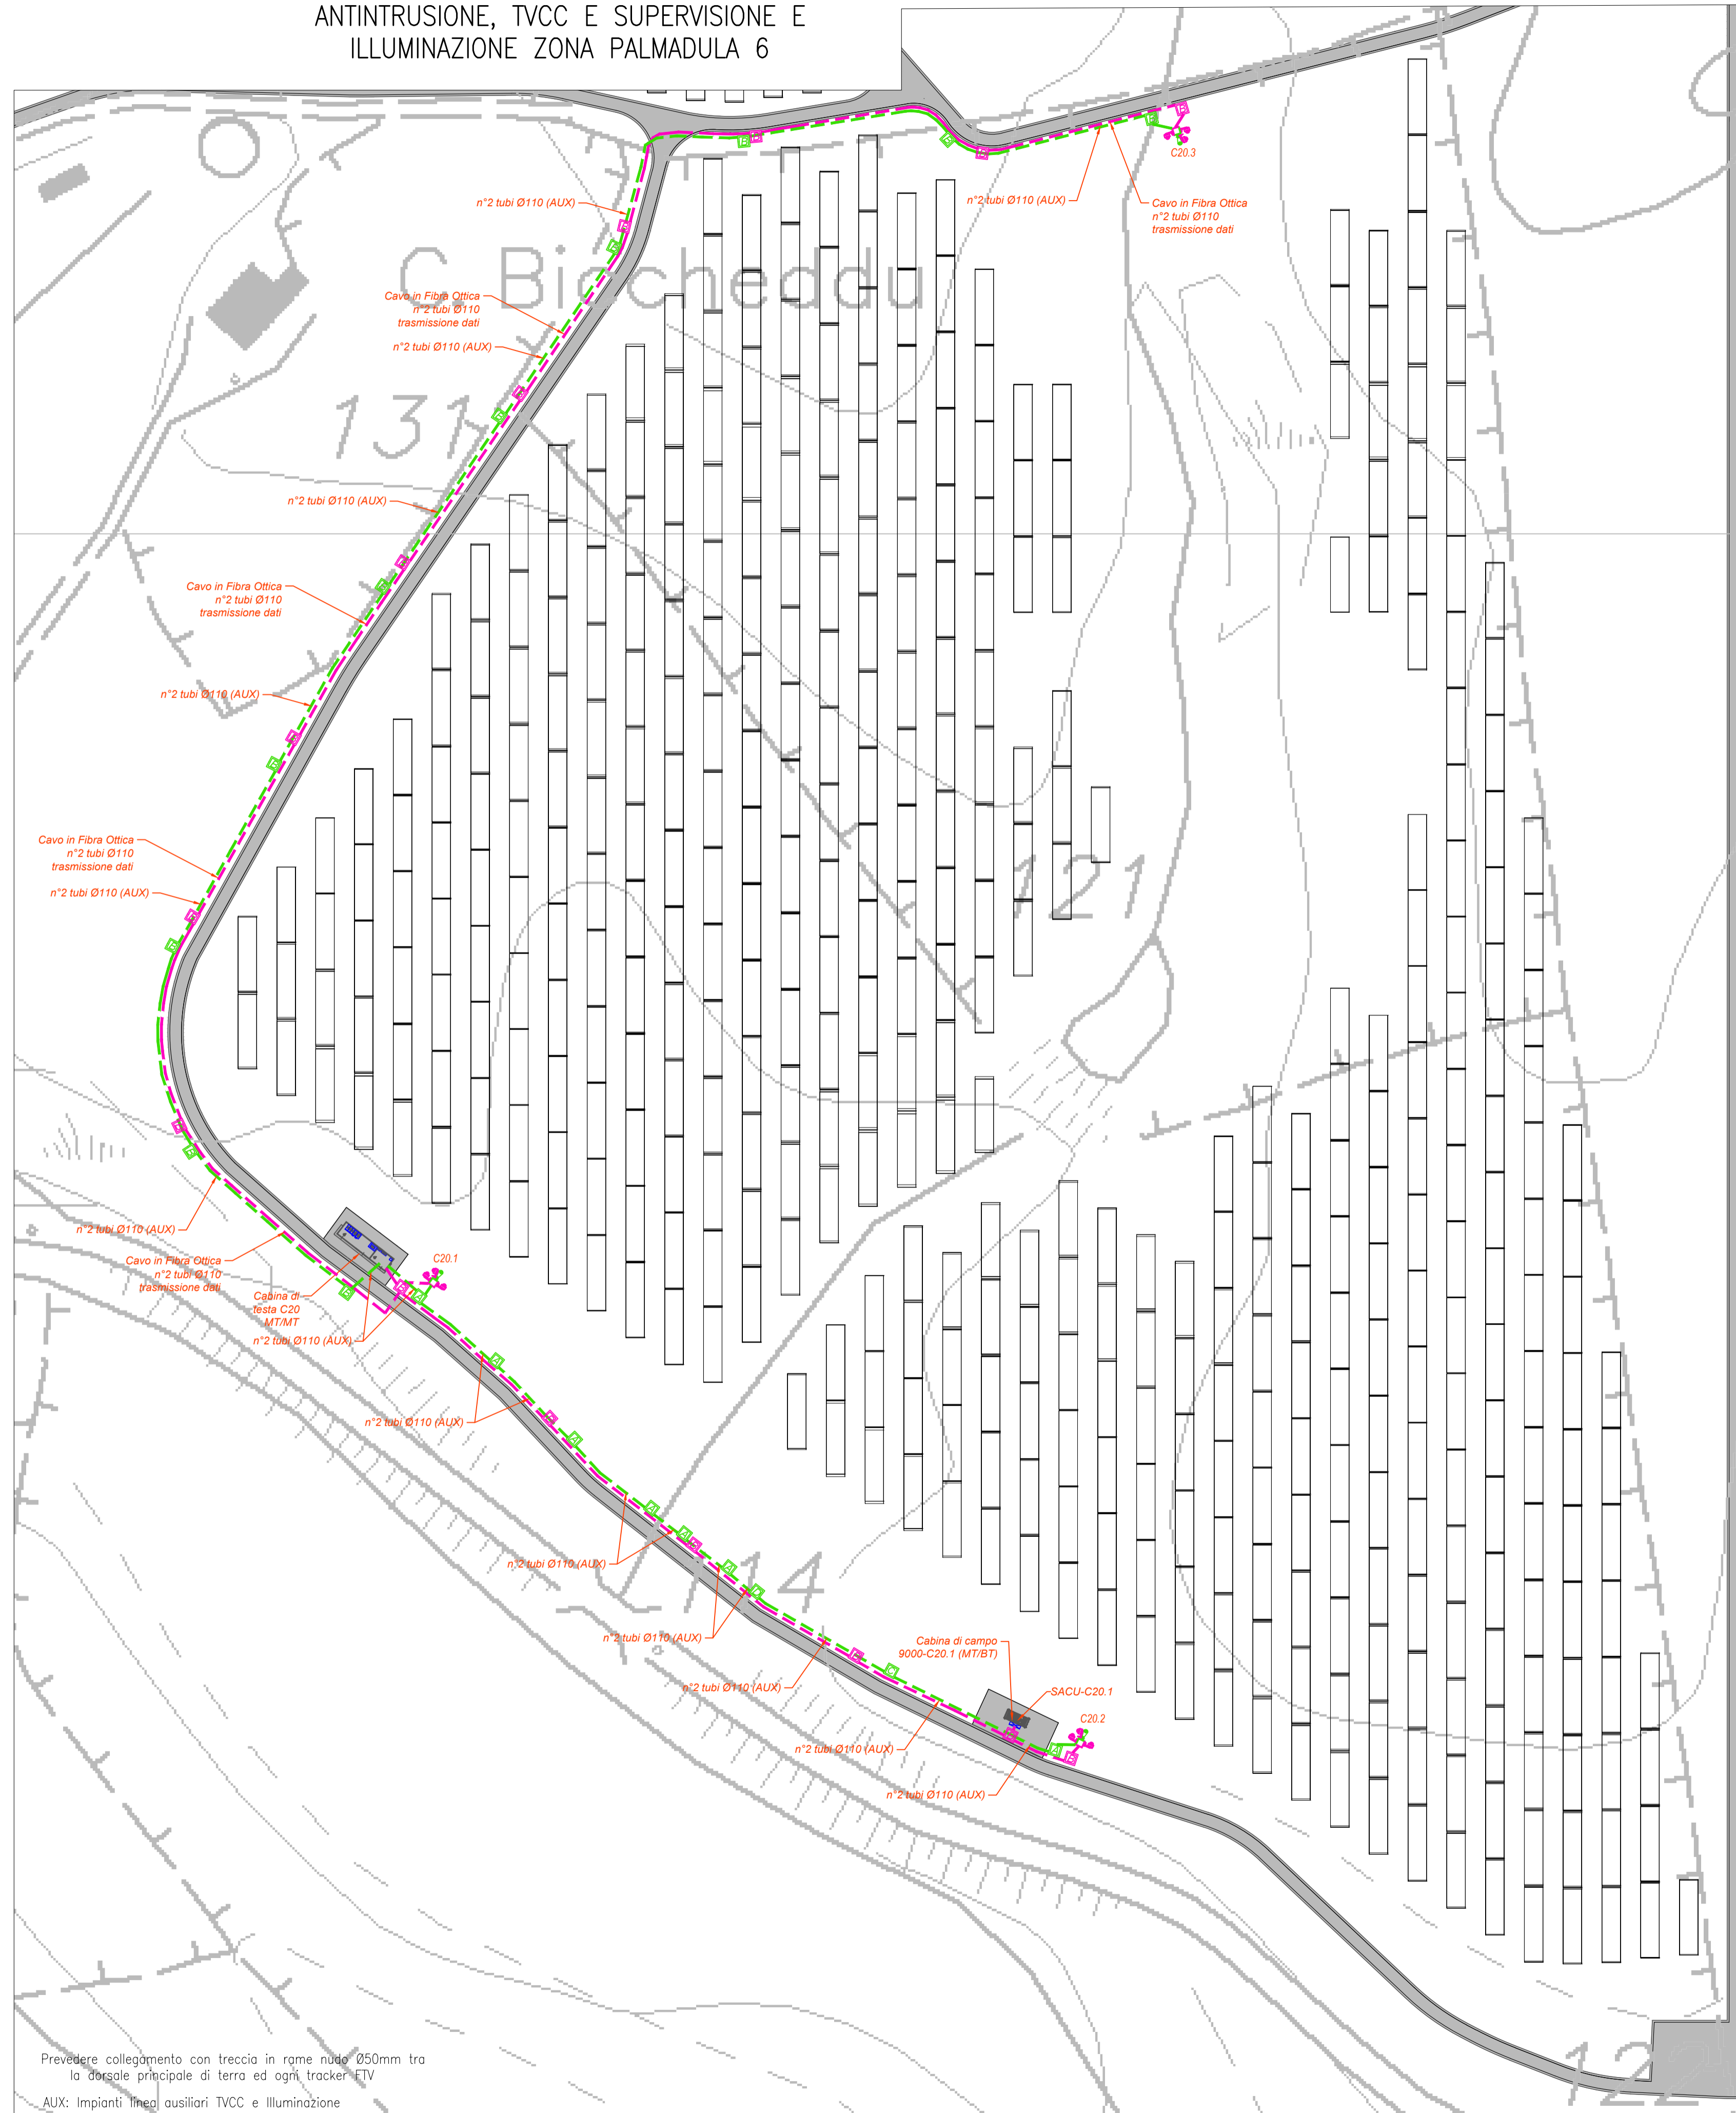 ANTINTRUSIONE, TVCC E SUPERVISIONE E
ILLUMINAZIONE ZONA PALMADULA 6
C20.3
n°2 tubi Ø110 (AUX)
n°2 tubi Ø110 (AUX)
Cavo in Fibra Ottica
n°2 tubi Ø110
trasmissione dati
C. Biccheddu
Cavo in Fibra Ottica
n°2 tubi Ø110
trasmissione dati
n°2 tubi Ø110 (AUX)
131
n°2 tubi Ø110 (AUX)
Cavo in Fibra Ottica
n°2 tubi Ø110
trasmissione dati
n°2 tubi Ø110 (AUX)
Cavo in Fibra Ottica
n°2 tubi Ø110
trasmissione dati
n°2 tubi Ø110 (AUX)
121
n°2 tubi Ø110 (AUX)
Cavo in Fibra Ottica
n°2 tubi Ø110
trasmissione dati
C20.1
Cabina di
testa C20
MT/MT
n°2 tubi Ø110 (AUX)
n°2 tubi Ø110 (AUX)
n°2 tubi Ø110 (AUX)
114
n°2 tubi Ø110 (AUX)
Cabina di campo
9000-C20.1 (MT/BT)
n°2 tubi Ø110 (AUX)
SACU-C20.1
C20.2
n°2 tubi Ø110 (AUX)
n°2 tubi Ø110 (AUX)
Prevedere collegamento con treccia in rame nudo Ø50mm tra
la dorsale principale di terra ed ogni tracker FTV
AUX: Impianti linea ausiliari TVCC e Illuminazione
122